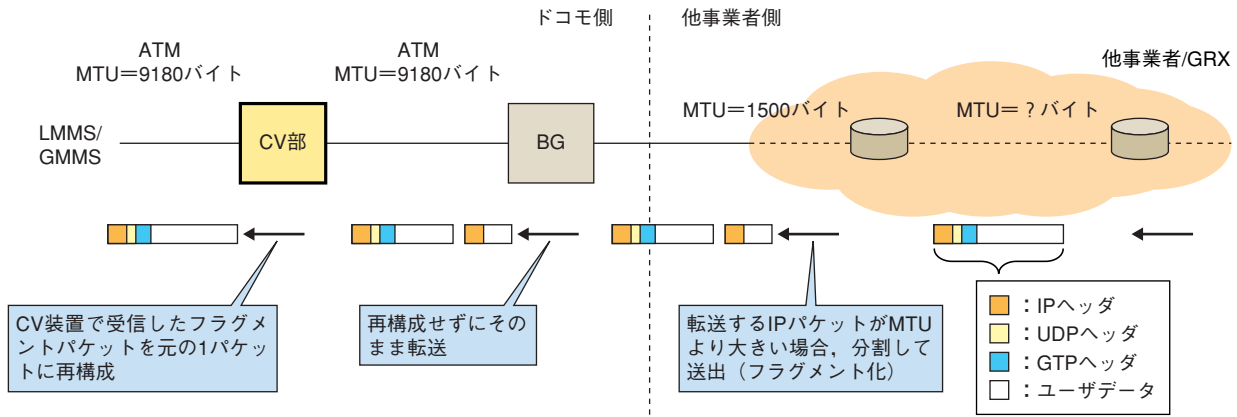 ドコモ側
他事業者側
ATM
MTU＝9180バイト
ATM
MTU＝9180バイト
他事業者/GRX
MTU＝1500バイト
MTU＝？バイト
LMMS/
GMMS
CV部
BG
CV装置で受信したフラグメ
ントパケットを元の1パケッ
トに再構成
再構成せずにその
まま転送
転送するIPパケットがMTU
より大きい場合，分割して
送出（フラグメント化）
：IPヘッダ
：UDPヘッダ
：GTPヘッダ
：ユーザデータ